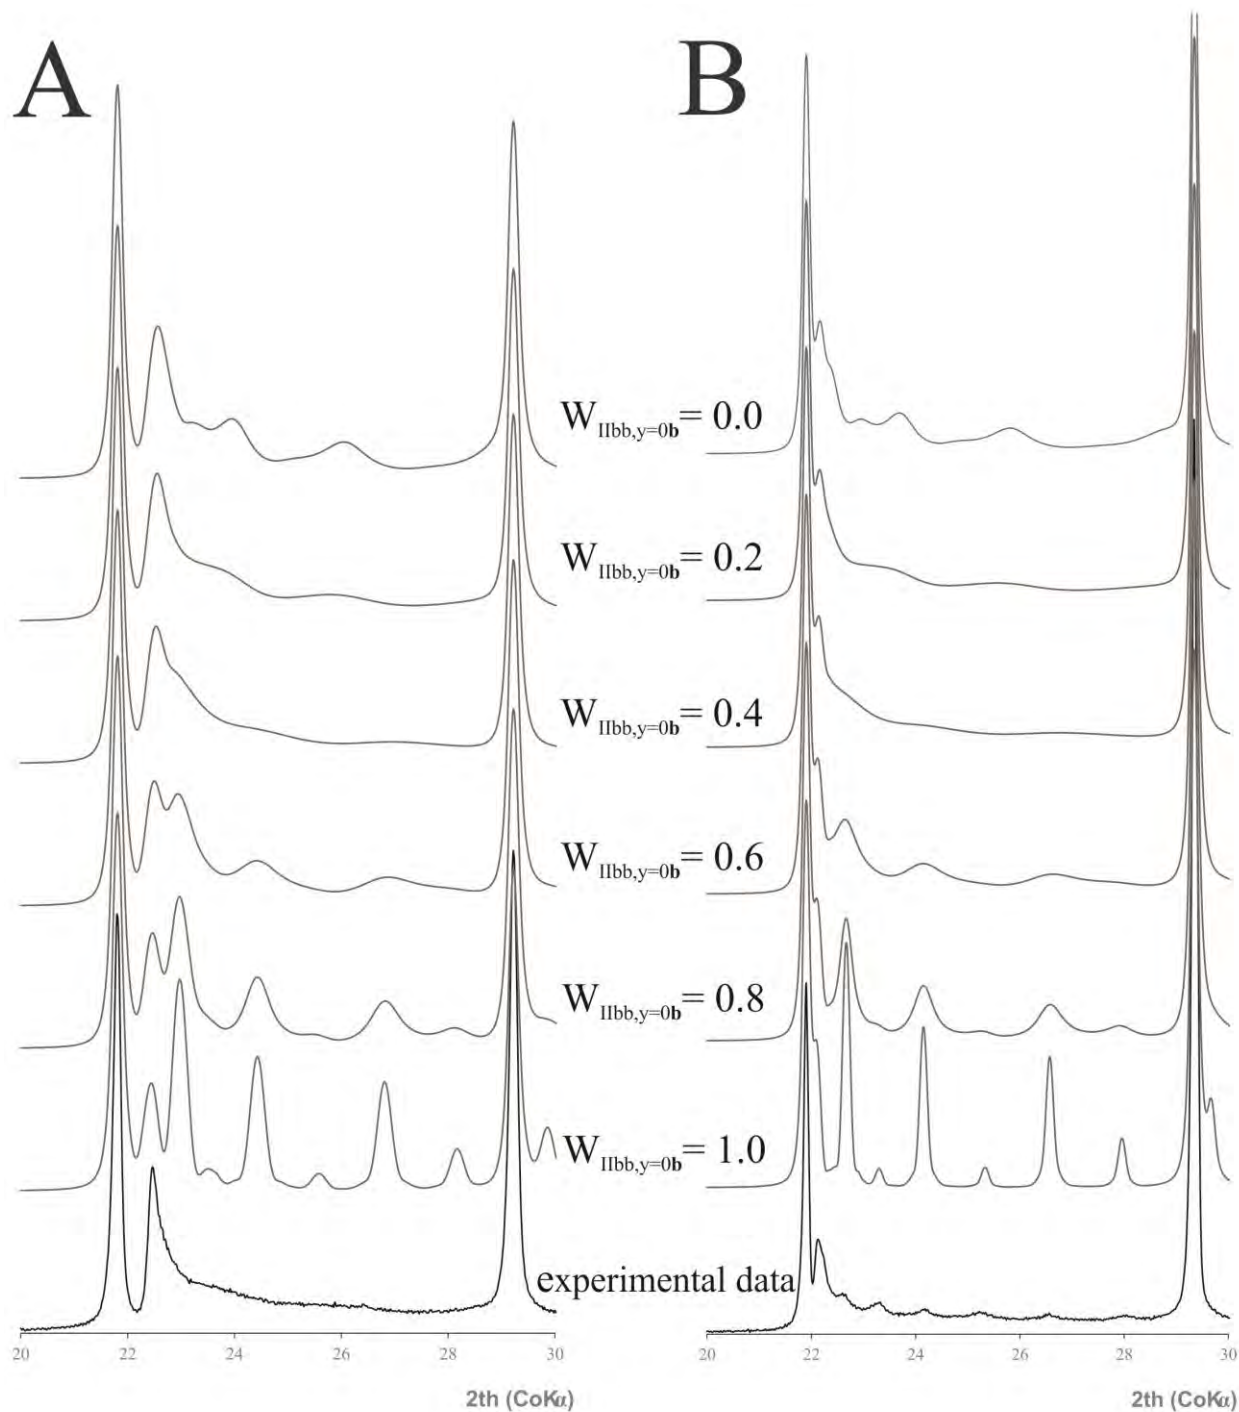 A B
W_IIbb,y=0b = 0.0
W_IIbb,y=0b = 0.2
W_IIbb,y=0b = 0.4
W_IIbb,y=0b = 0.6
W_IIbb,y=0b = 0.8
W_IIbb,y=0b = 1.0
experimental data
20 22 24 26 28 30 20 22 24 26 28 30
2th (CoKα) 2th (CoKα)